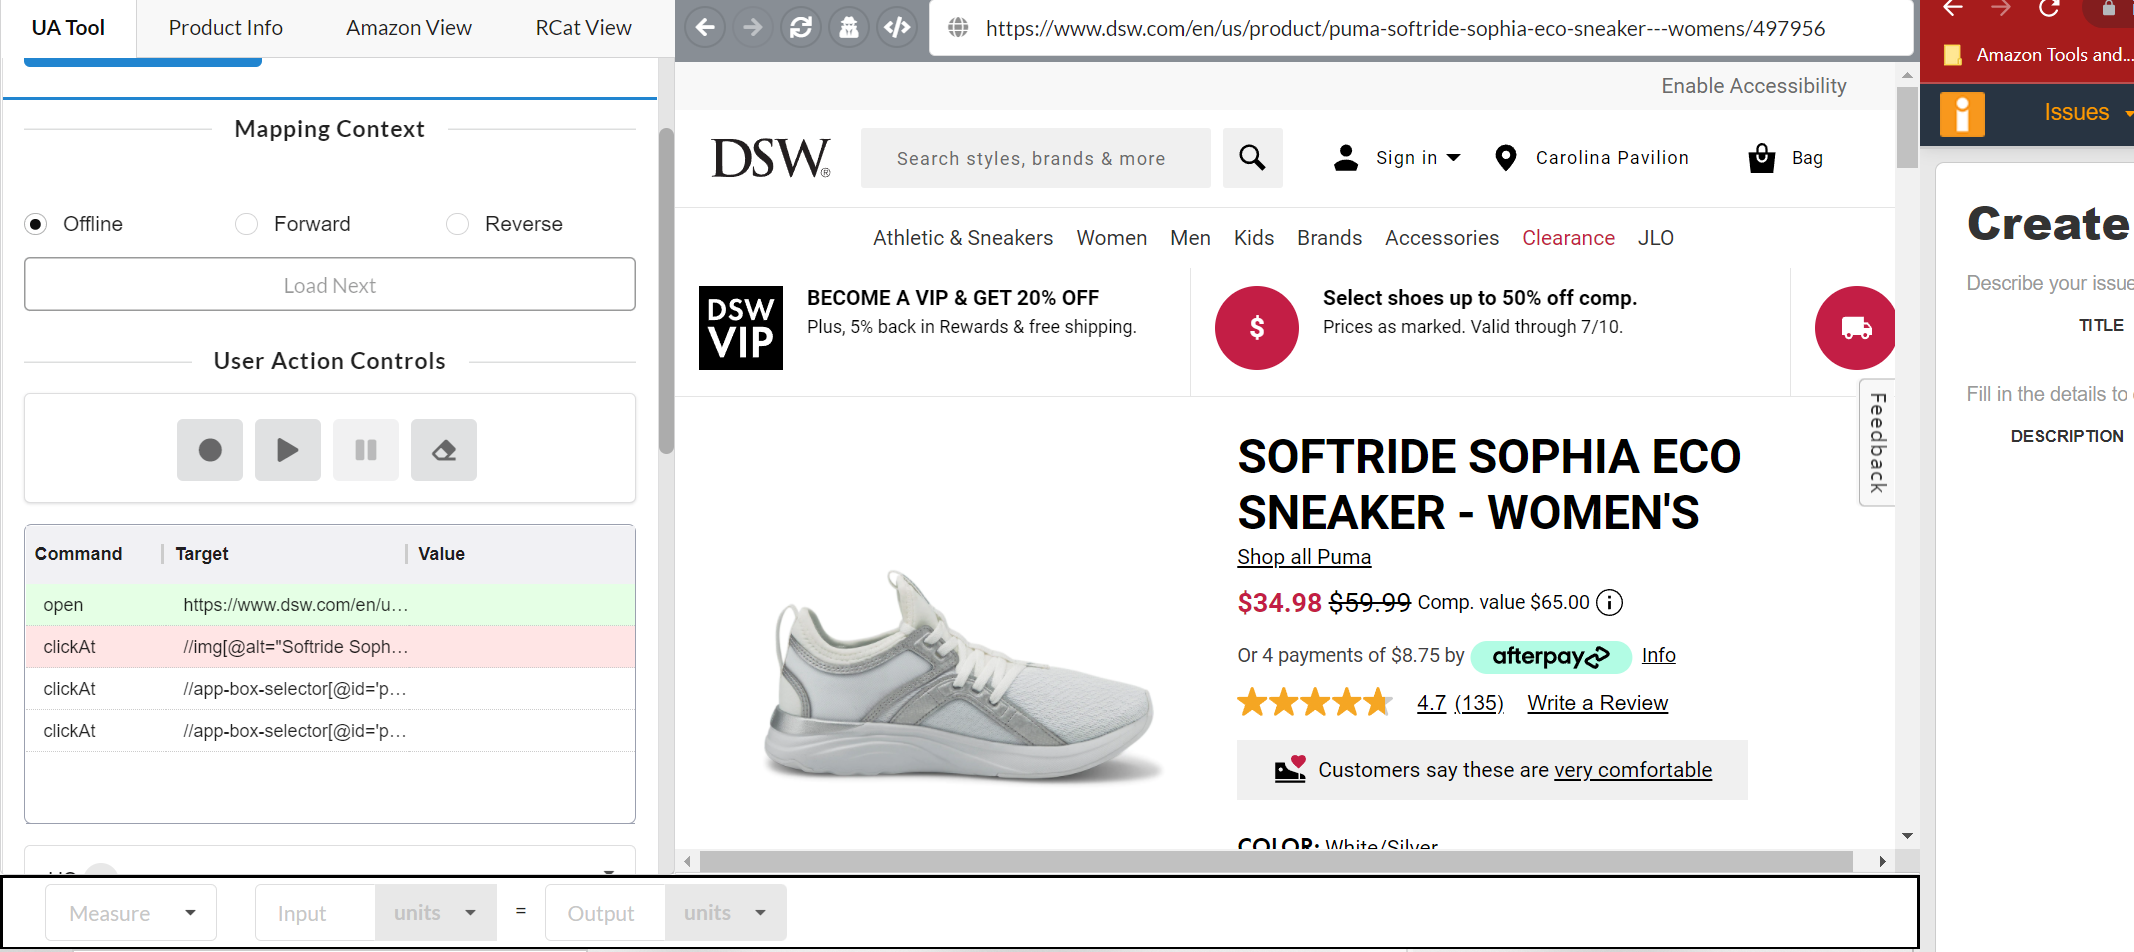 UA Tool
Product Info
Amazon View
RCat View
https://www.dsw.com/en/us/product/puma-softride-sophia-eco-sneaker---womens/497956
Amazon Tools and...
Issues
Mapping Context
Offline
Forward
Reverse
Load Next
User Action Controls
Command
Target
Value
open
https://www.dsw.com/en/u...
clickAt
//img[@alt="Softride Soph...
clickAt
//app-box-selector[@id='p...
clickAt
//app-box-selector[@id='p...
Enable Accessibility
DSW®
Search styles, brands & more
Sign in
Carolina Pavilion
Bag
Athletic & Sneakers
Women
Men
Kids
Brands
Accessories
Clearance
JLO
DSW
VIP
BECOME A VIP & GET 20% OFF
Plus, 5% back in Rewards & free shipping.
$
Select shoes up to 50% off comp.
Prices as marked. Valid through 7/10.
Feedback
SOFTRIDE SOPHIA ECO
SNEAKER - WOMEN'S
Shop all Puma
$34.98 $59.99 Comp. value $65.00
Or 4 payments of $8.75 by afterpay Info
4.7 (135) Write a Review
Customers say these are very comfortable
COLOR: White/Silver
Create
Describe your issue
TITLE
Fill in the details to
DESCRIPTION
Measure
Input
units
=
Output
units